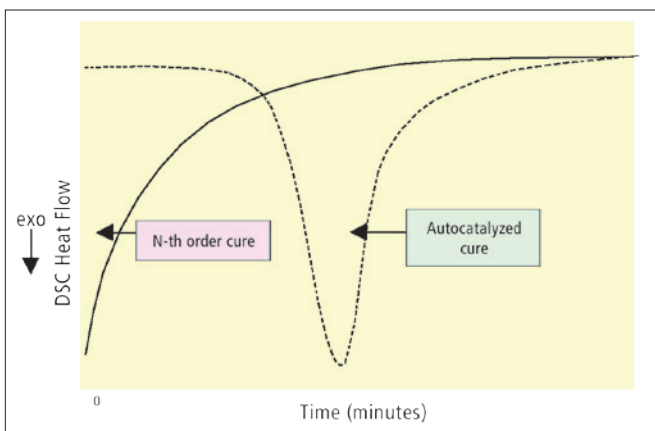 exo
DSC Heat Flow
N-th order cure
Autocatalyzed
cure
0
Time (minutes)